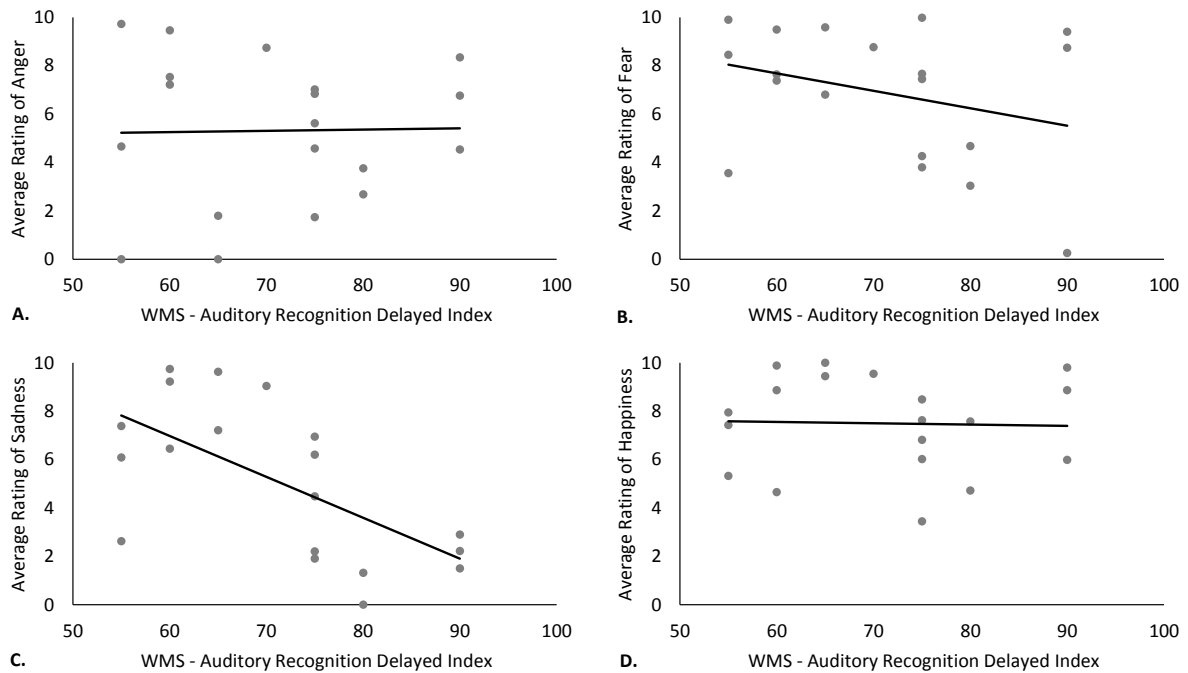 Average Rating of Anger
10
8
6
4
2
0
50 60 70 80 90 100
A. WMS - Auditory Recognition Delayed Index
Average Rating of Fear
10
8
6
4
2
0
50 60 70 80 90 100
B. WMS - Auditory Recognition Delayed Index
Average Rating of Sadness
10
8
6
4
2
0
50 60 70 80 90 100
C. WMS - Auditory Recognition Delayed Index
Average Rating of Happiness
10
8
6
4
2
0
50 60 70 80 90 100
D. WMS - Auditory Recognition Delayed Index